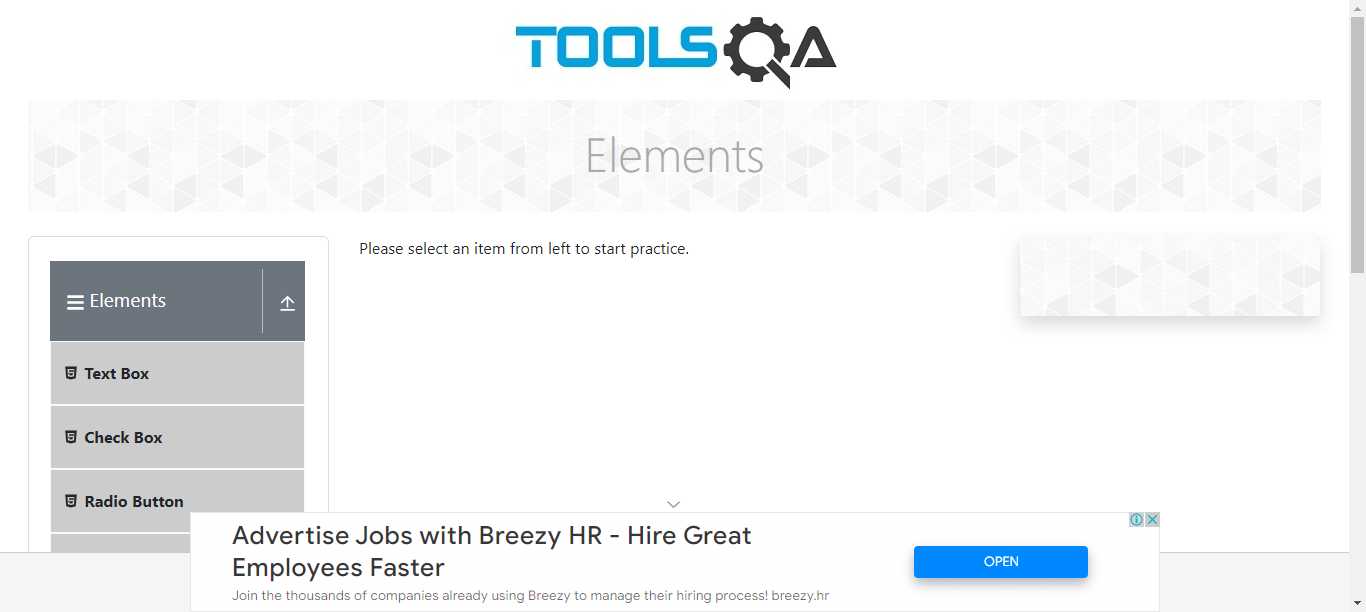 TOOLSQA
Elements
Please select an item from left to start practice.
Elements
Text Box
Check Box
Radio Button
Advertise Jobs with Breezy HR - Hire Great
Employees Faster
OPEN
Join the thousands of companies already using Breezy to manage their hiring process! breezy.hr